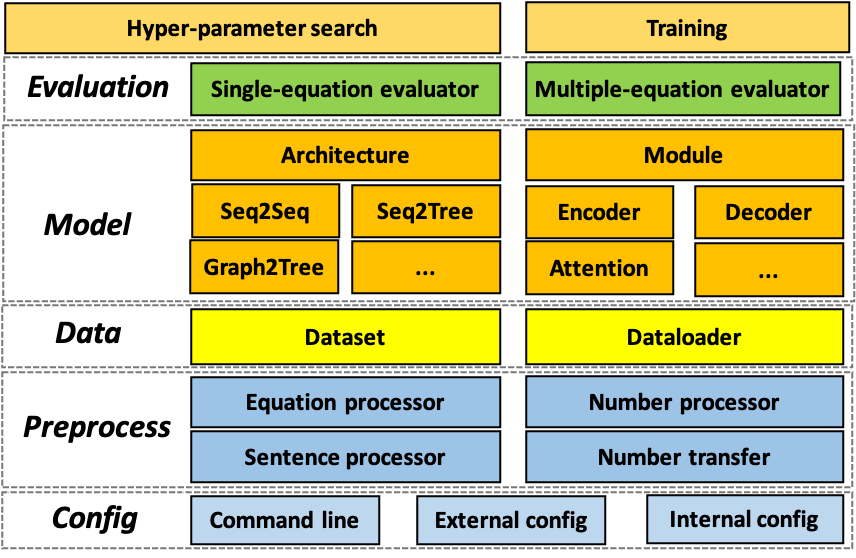 Hyper-parameter search Training
Evaluation Single-equation evaluator Multiple-equation evaluator
Architecture Module
Model Seq2Seq Seq2Tree Encoder Decoder
Graph2Tree ... Attention ...
Data Dataset Dataloader
Equation processor Number processor
Preprocess
Sentence processor Number transfer
Config Command line External config Internal config